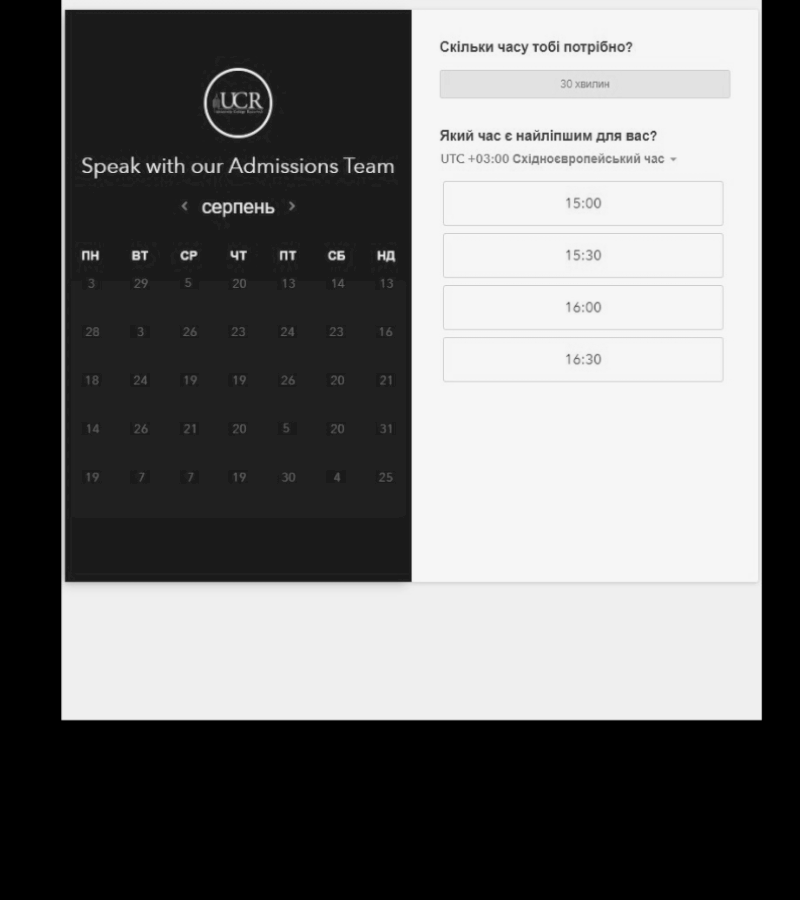 UCR
Speak with our Admissions Team
< серпень >
ПН ВТ СР ЧТ ПТ СБ НД
3 29 5 20 13 14 13
28 3 26 23 24 23 16
18 24 19 19 26 20 21
14 26 21 20 5 20 31
19 7 7 19 30 4 25
Скільки часу тобі потрібно?
30 хвилин
Який час є найліпшим для вас?
UTC +03:00 Східноєвропейський час
15:00
15:30
16:00
16:30